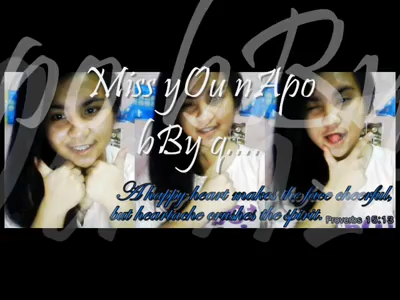 Miss yOu nApo
bBy q....
A happy heart makes the face cheerful,
but heartache crushes the spirit. Proverbs 15:13